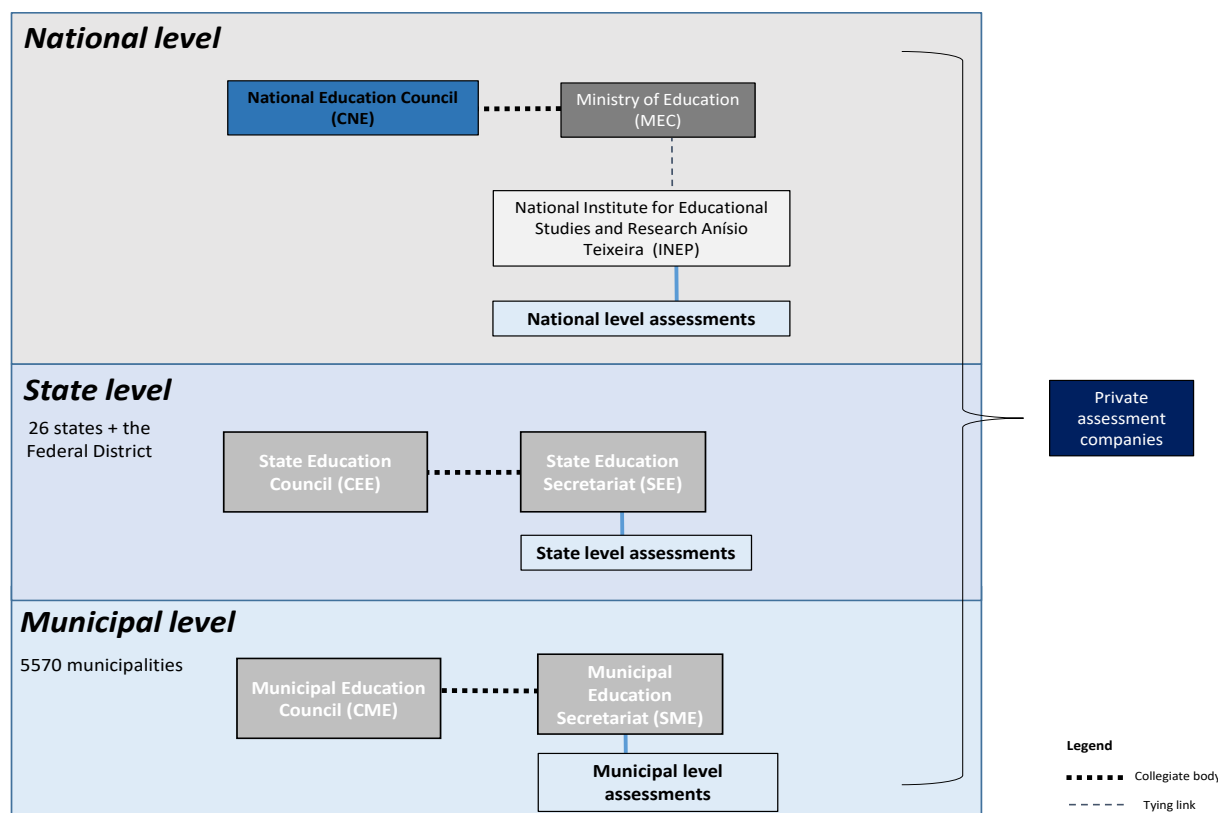 National level
National Education Council
(CNE)
Ministry of Education
(MEC)
National Institute for Educational
Studies and Research Anísio
Teixeira (INEP)
National level assessments
State level
26 states + the
Federal District
State Education
Council (CEE)
State Education
Secretariat (SEE)
State level assessments
Private
assessment
companies
Municipal level
5570 municipalities
Municipal Education
Council (CME)
Municipal
Education
Secretariat (SME)
Municipal level
assessments
Legend
Collegiate body
Tying link